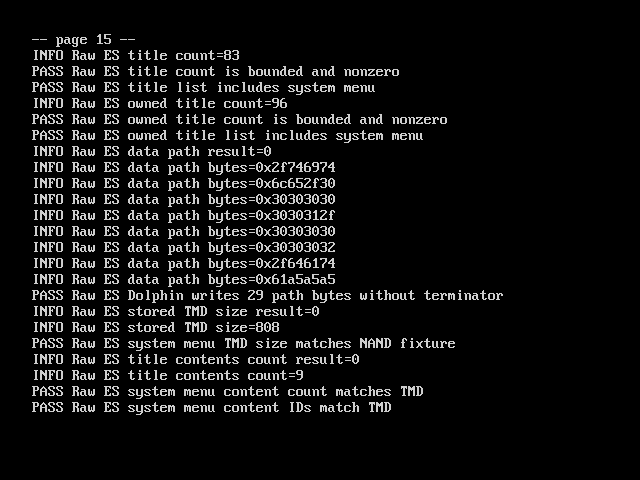 -- page 15 --
INFO Raw ES title count=83
PASS Raw ES title count is bounded and nonzero
PASS Raw ES title list includes system menu
INFO Raw ES owned title count=96
PASS Raw ES owned title count is bounded and nonzero
PASS Raw ES owned title list includes system menu
INFO Raw ES data path result=0
INFO Raw ES data path bytes=0x2f746974
INFO Raw ES data path bytes=0x6c652f30
INFO Raw ES data path bytes=0x30303030
INFO Raw ES data path bytes=0x3030312f
INFO Raw ES data path bytes=0x30303030
INFO Raw ES data path bytes=0x30303032
INFO Raw ES data path bytes=0x2f646174
INFO Raw ES data path bytes=0x61a5a5a5
PASS Raw ES Dolphin writes 29 path bytes without terminator
INFO Raw ES stored TMD size result=0
INFO Raw ES stored TMD size=808
PASS Raw ES system menu TMD size matches NAND fixture
INFO Raw ES title contents count result=0
INFO Raw ES title contents count=9
PASS Raw ES system menu content count matches TMD
PASS Raw ES system menu content IDs match TMD